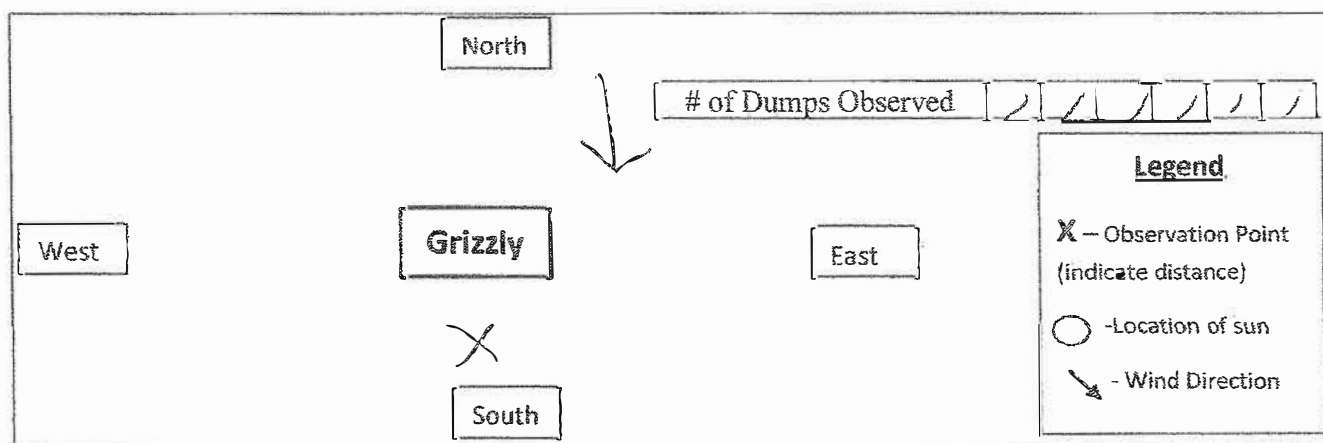 North
# of Dumps Observed / / / / / /
Legend
West
Grizzly
East
X – Observation Point
(indicate distance)
-Location of sun
- Wind Direction
X
South